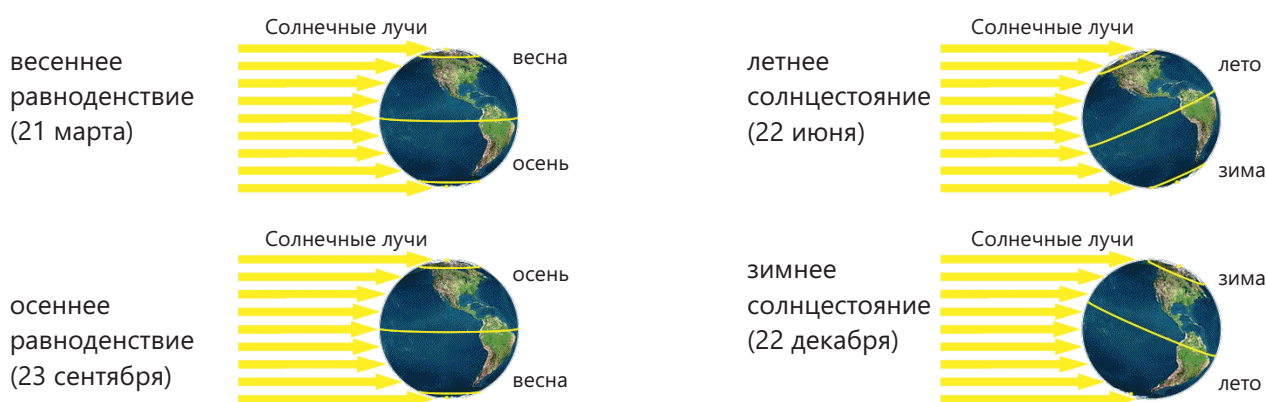 Солнечные лучи
весеннее
равноденствие
(21 марта)
весна
осень
Солнечные лучи
летнее
солнцестояние
(22 июня)
лето
зима
Солнечные лучи
осеннее
равноденствие
(23 сентября)
осень
весна
Солнечные лучи
зимнее
солнцестояние
(22 декабря)
зима
лето